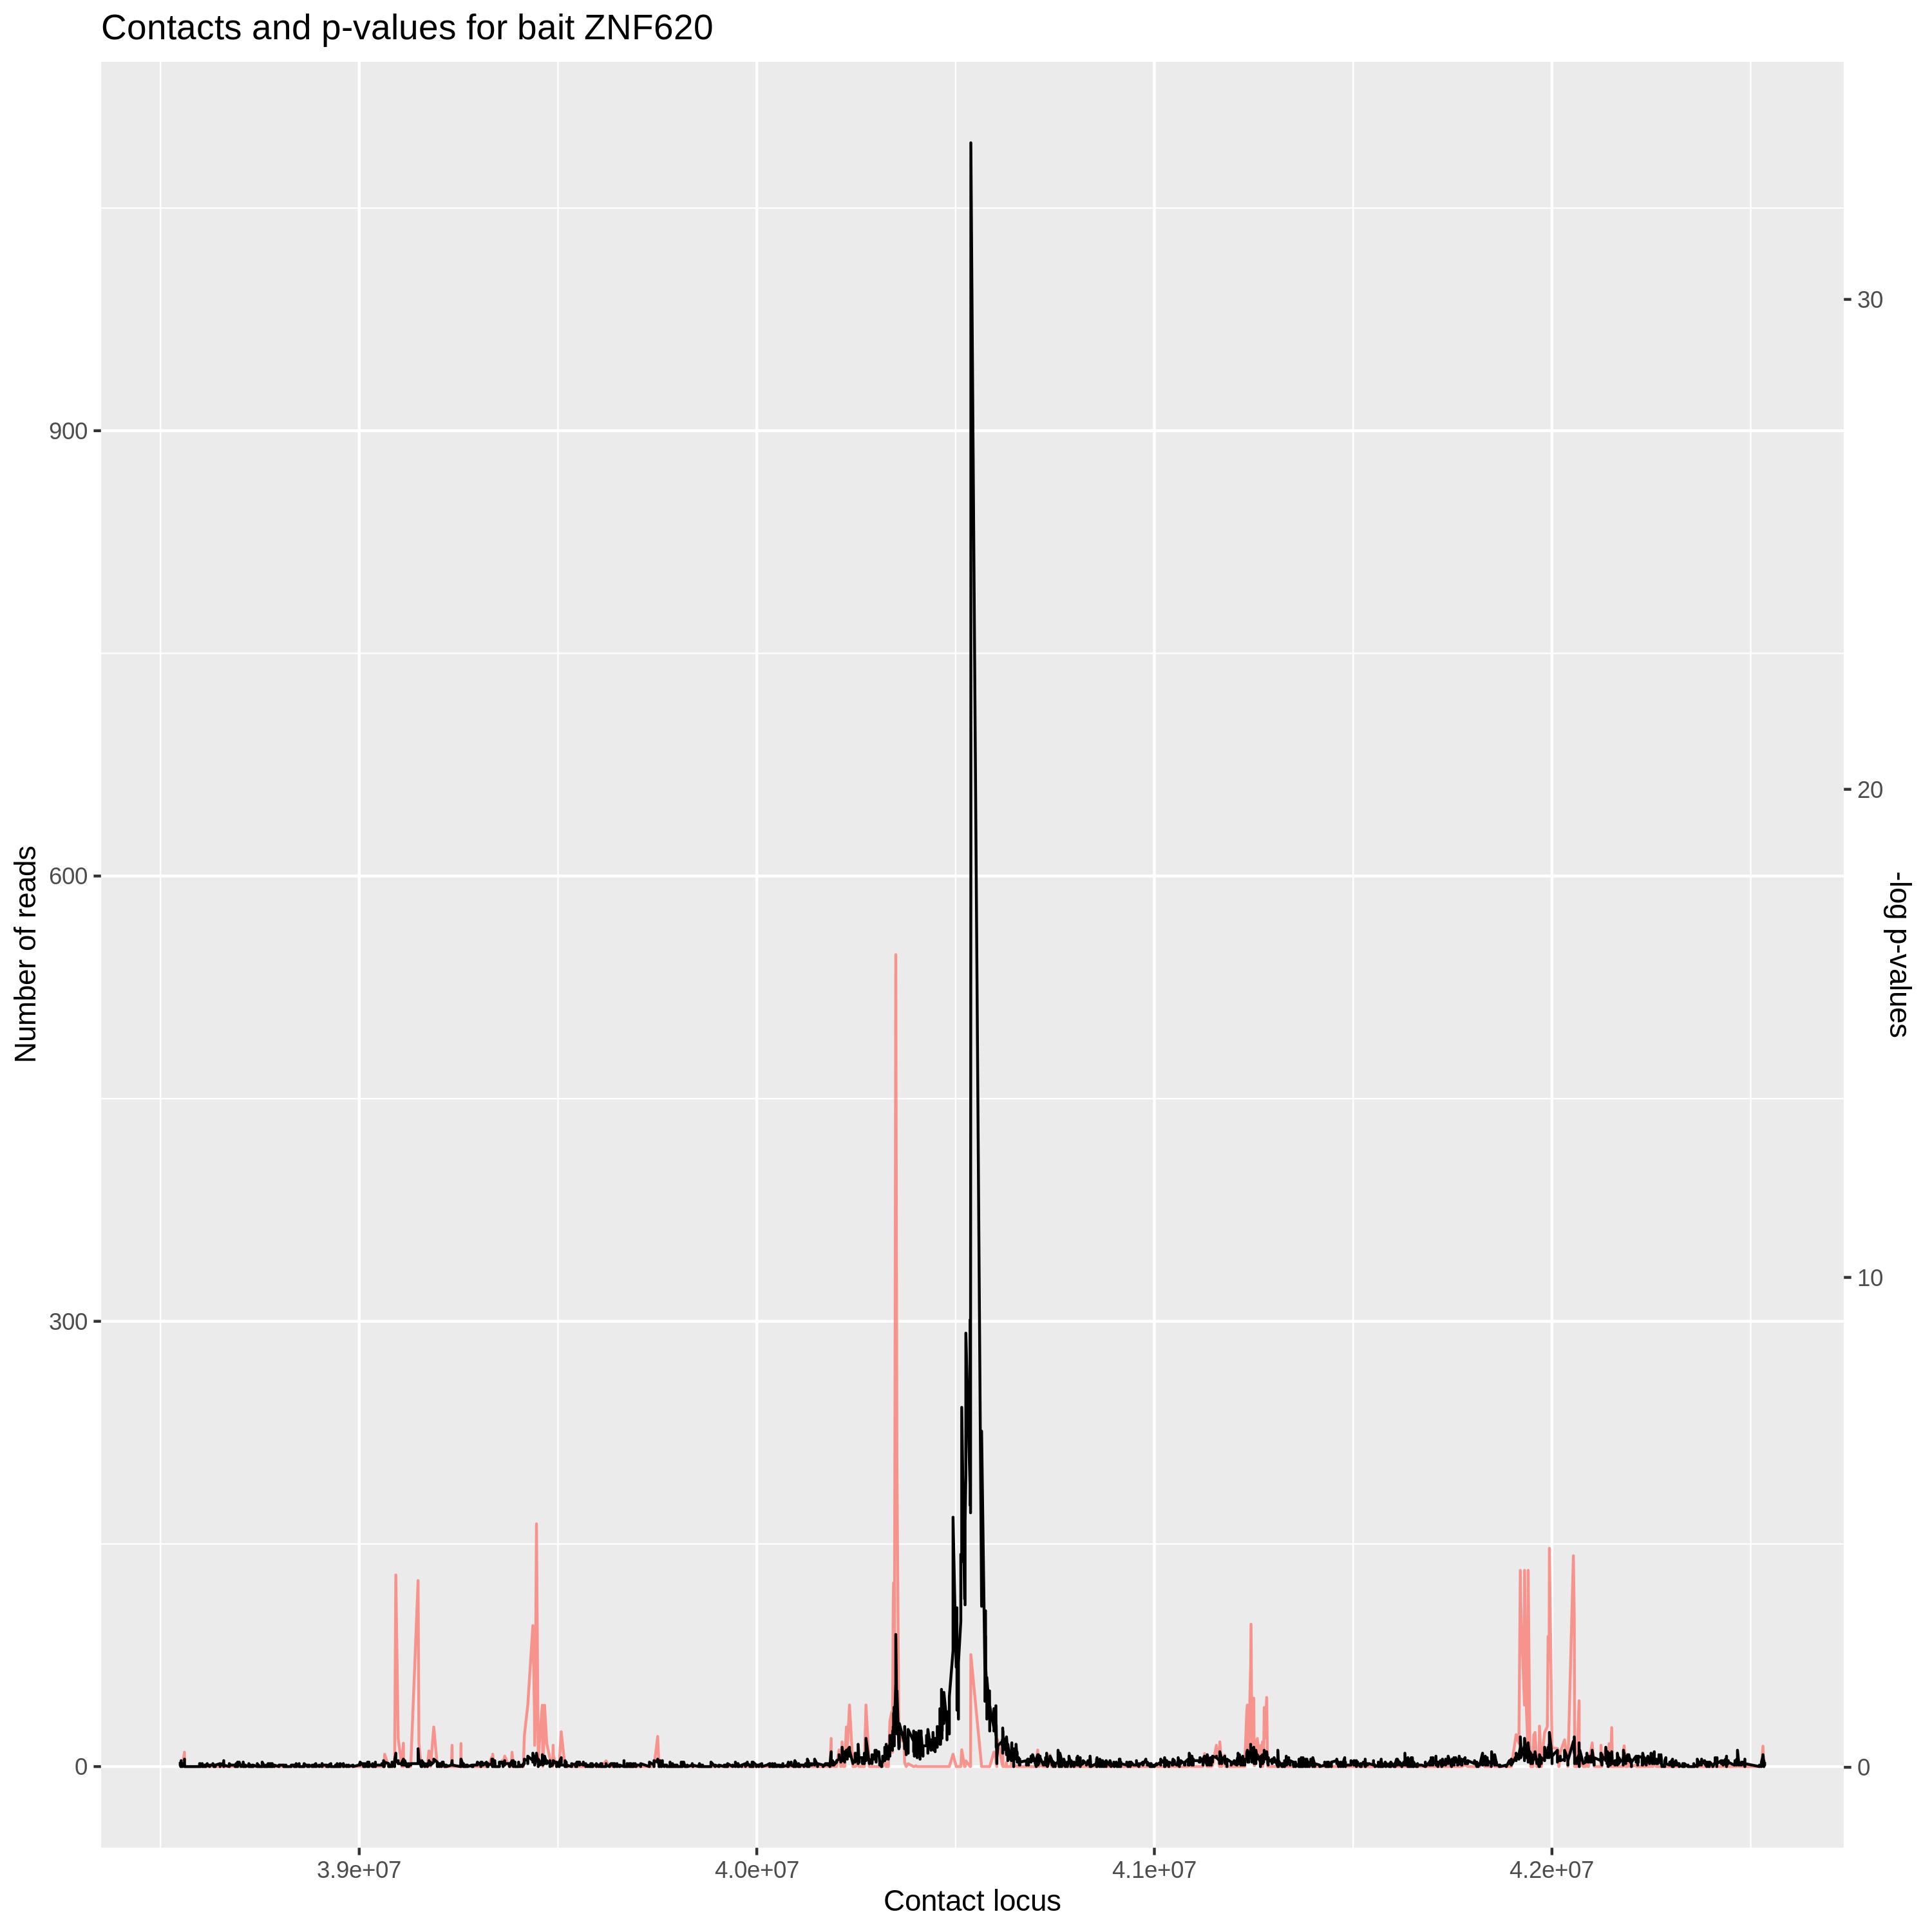 Contacts and p-values for bait ZNF620
Number of reads
900
600
300
0
30
20
10
0
-log p-values
3.9e+07
4.0e+07
4.1e+07
4.2e+07
Contact locus